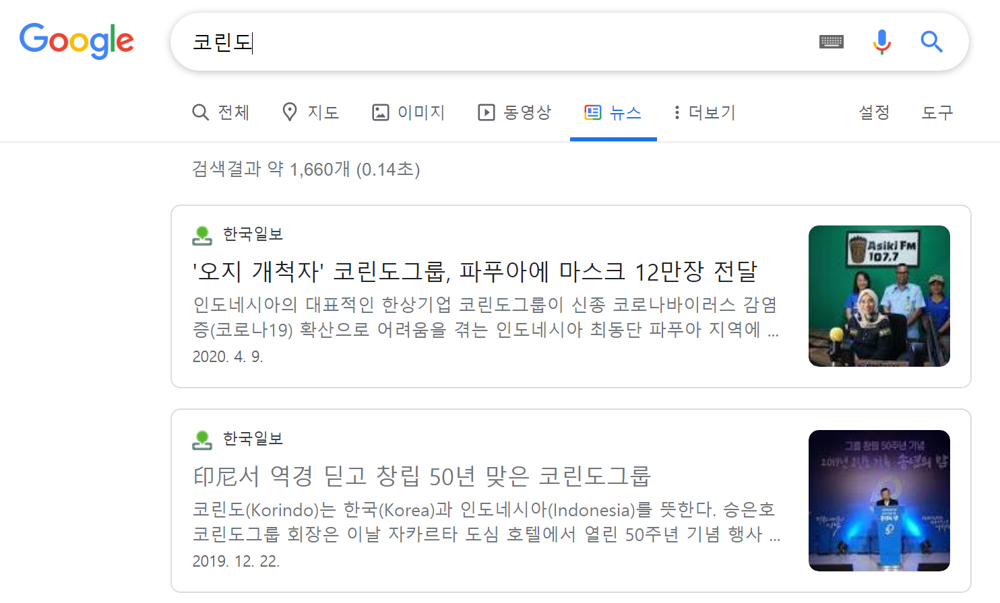 Google
코린도
전체
지도
이미지
동영상
뉴스
더보기
설정
도구
검색결과 약 1,660개 (0.14초)
한국일보
'오지 개척자' 코린도그룹, 파푸아에 마스크 12만장 전달
인도네시아의 대표적인 한상기업 코린도그룹이 신종 코로나바이러스 감염
증(코로나19) 확산으로 어려움을 겪는 인도네시아 최동단 파푸아 지역에 ...
2020. 4. 9.
Asiki Fm
107,7
한국일보
印尼서 역경 딛고 창립 50년 맞은 코린도그룹
코린도(Korindo)는 한국(Korea)과 인도네시아(Indonesia)를 뜻한다. 승은호
코린도그룹 회장은 이날 자카르타 도심 호텔에서 열린 50주년 기념 행사 ...
2019. 12. 22.
그룹 창립 50주년 기념
2019년 송년의 밤